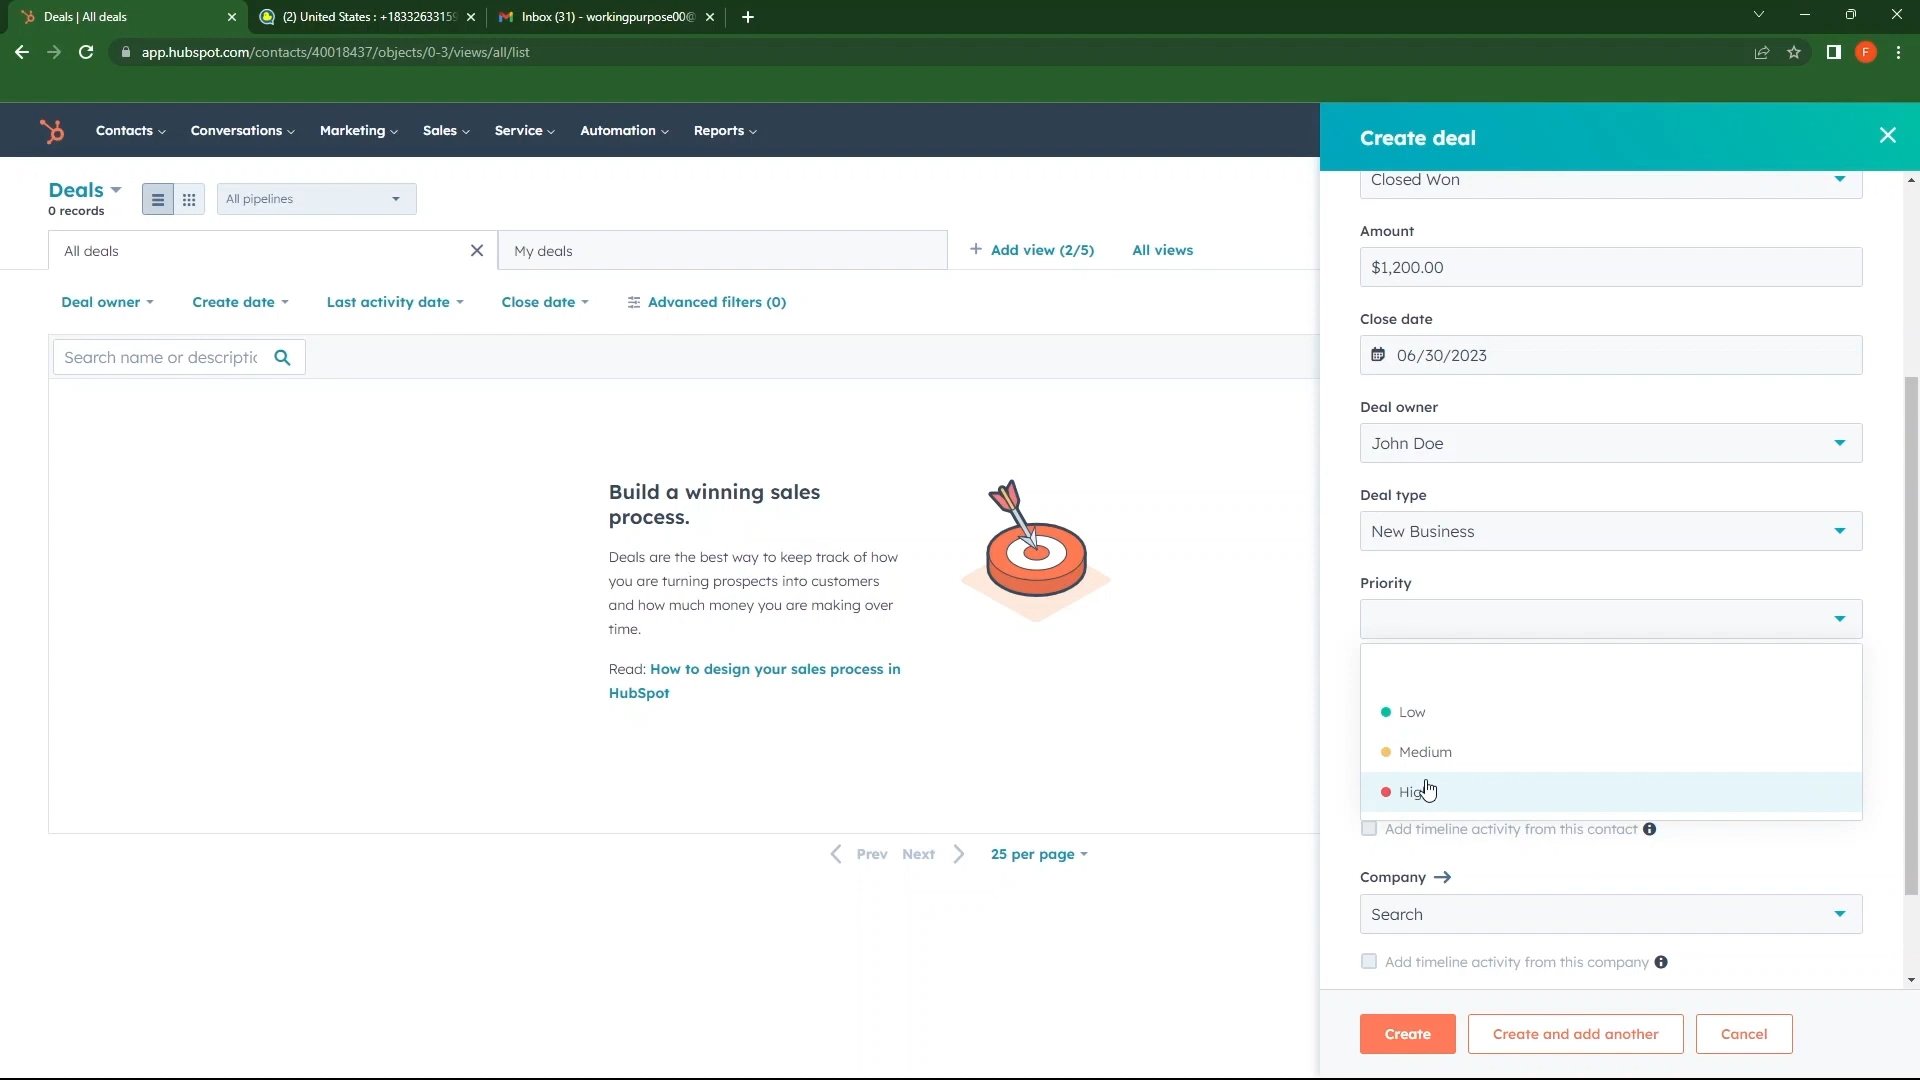 Deals | All deals
(2) United States : +1833263315
Inbox (31) - workingpurpose00@
app.hubspot.com/contacts/40018437/objects/0-3/views/all/list
F
Contacts
Conversations
Marketing
Sales
Service
Automation
Reports
Create deal
Deals
0 records
All pipelines
All deals
My deals
+ Add view (2/5)
All views
Deal owner
Create date
Last activity date
Close date
Advanced filters (0)
Search name or descriptic
Build a winning sales
process.
Deals are the best way to keep track of how
you are turning prospects into customers
and how much money you are making over
time.
Read: How to design your sales process in
HubSpot
Prev
Next
25 per page
Closed Won
Amount
$1,200.00
Close date
06/30/2023
Deal owner
John Doe
Deal type
New Business
Priority
Low
Medium
Add timeline activity from this contact
Company
Search
Add timeline activity from this company
Create
Create and add another
Cancel